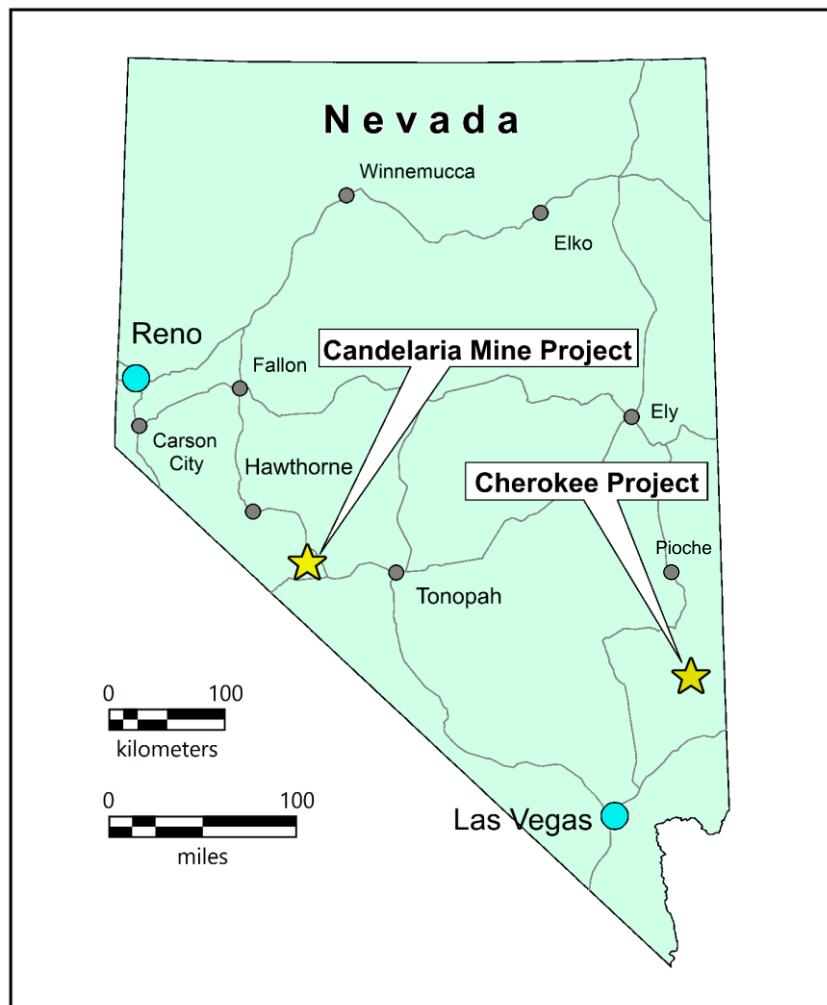 Nevada
Winnemucca
Elko
Reno
Candelaria Mine Project
Fallon
Ely
Carson
City
Hawthorne
Cherokee Project
Pioche
Tonopah
0 100
kilometers
0 100
miles
Las Vegas